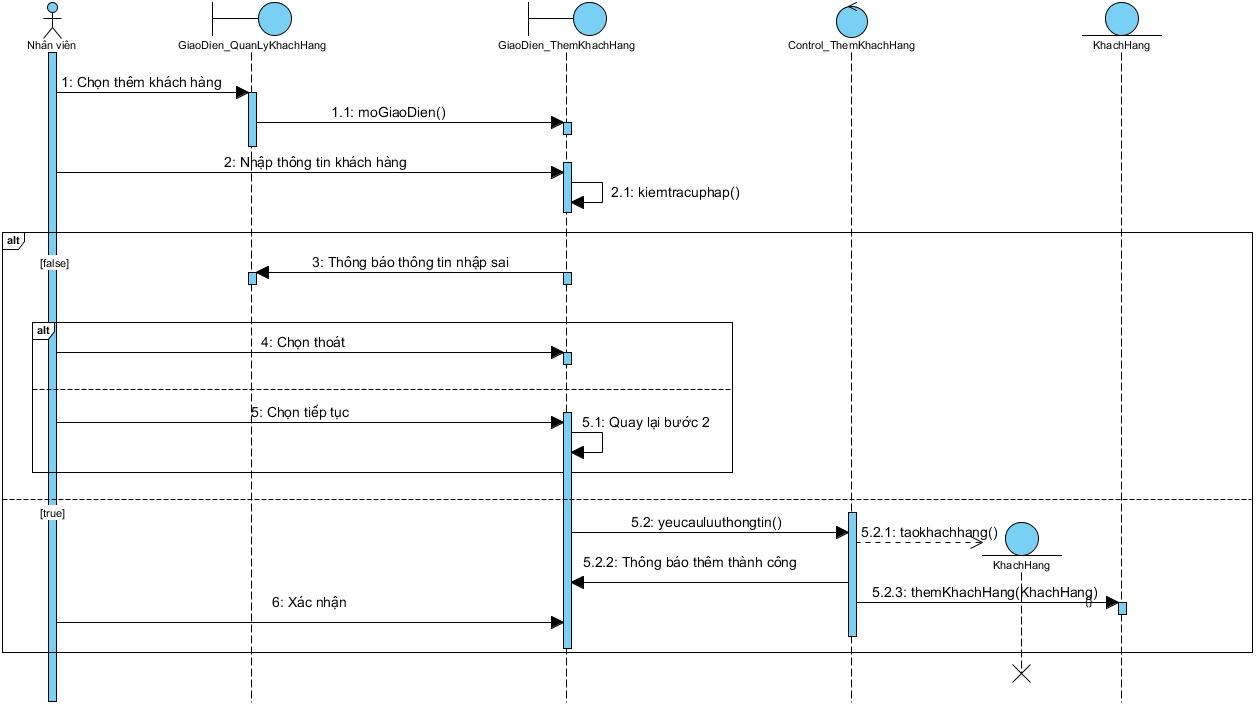 Nhân viên
GiaoDien_QuanLyKhachHang
GiaoDien_ThemKhachHang
Control_ThemKhachHang
KhachHang
1: Chọn thêm khách hàng
1.1: moGiaoDien()
2: Nhập thông tin khách hàng
2.1: kiemtracuphap()
alt
[false]
3: Thông báo thông tin nhập sai
alt
4: Chọn thoát
5: Chọn tiếp tục
5.1: Quay lại bước 2
[true]
5.2: yeucauluuthongtin()
5.2.1: taokhachhang()
5.2.2: Thông báo thêm thành công
KhachHang
5.2.3: themKhachHang(KhachHang)
6: Xác nhận